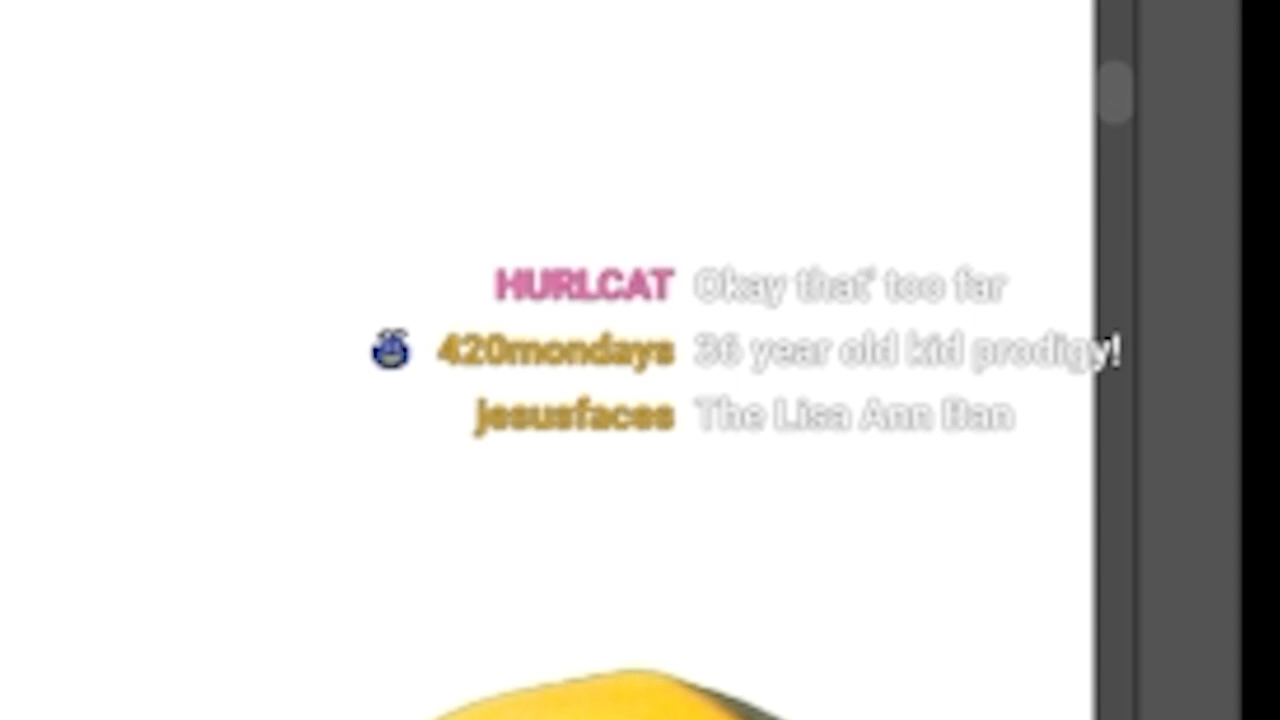 HURLCAT Okay that' too far
420mondays 36 year old kid prodigy!
jesusfaces The Lisa Ann Ban